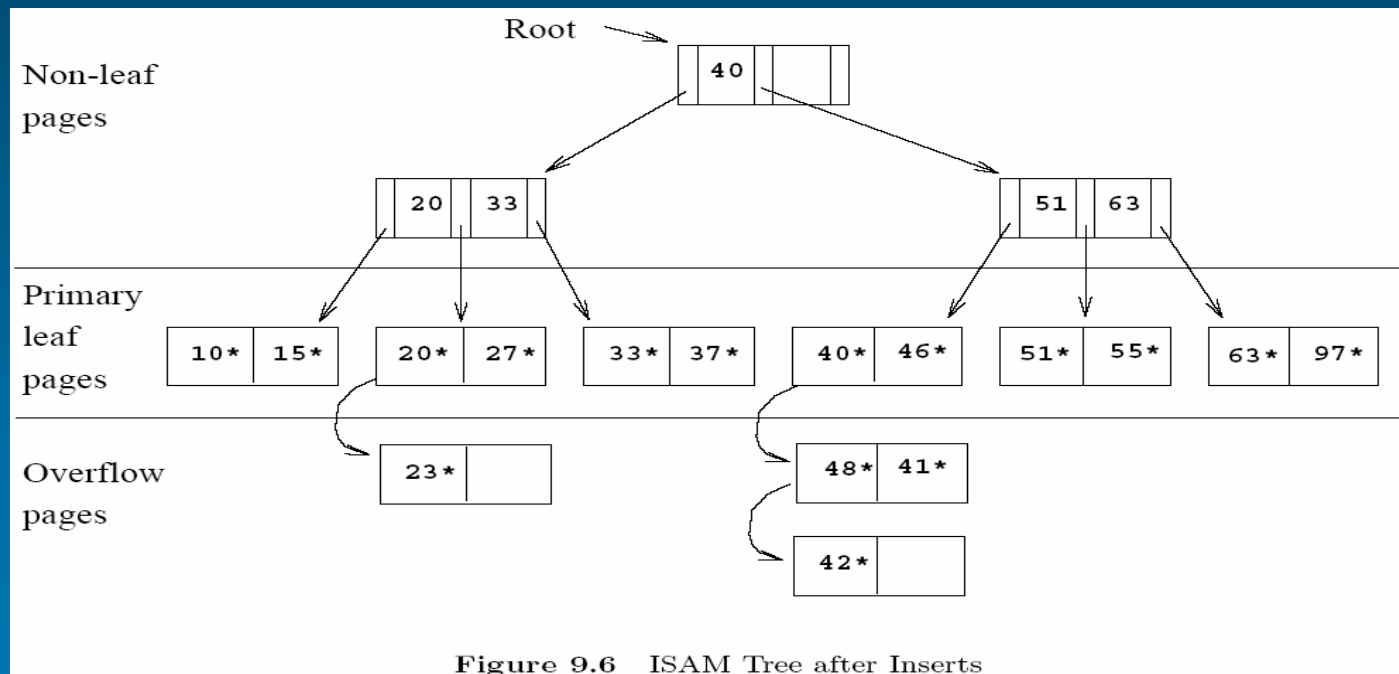 Root
Non-leaf
pages
40
20 33
51 63
Primary
leaf
pages
10* 15*
20* 27*
33* 37*
40* 46*
51* 55*
63* 97*
Overflow
pages
23*
48* 41*
42*
Figure 9.6 ISAM Tree after Inserts